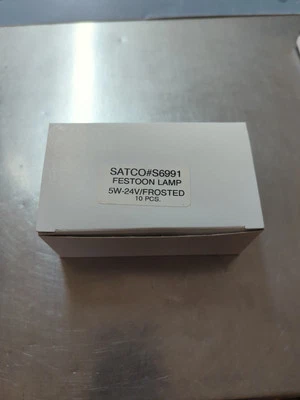 SATCO#S6991
FESTOON LAMP
5W-24V/FROSTED
10 PCS.